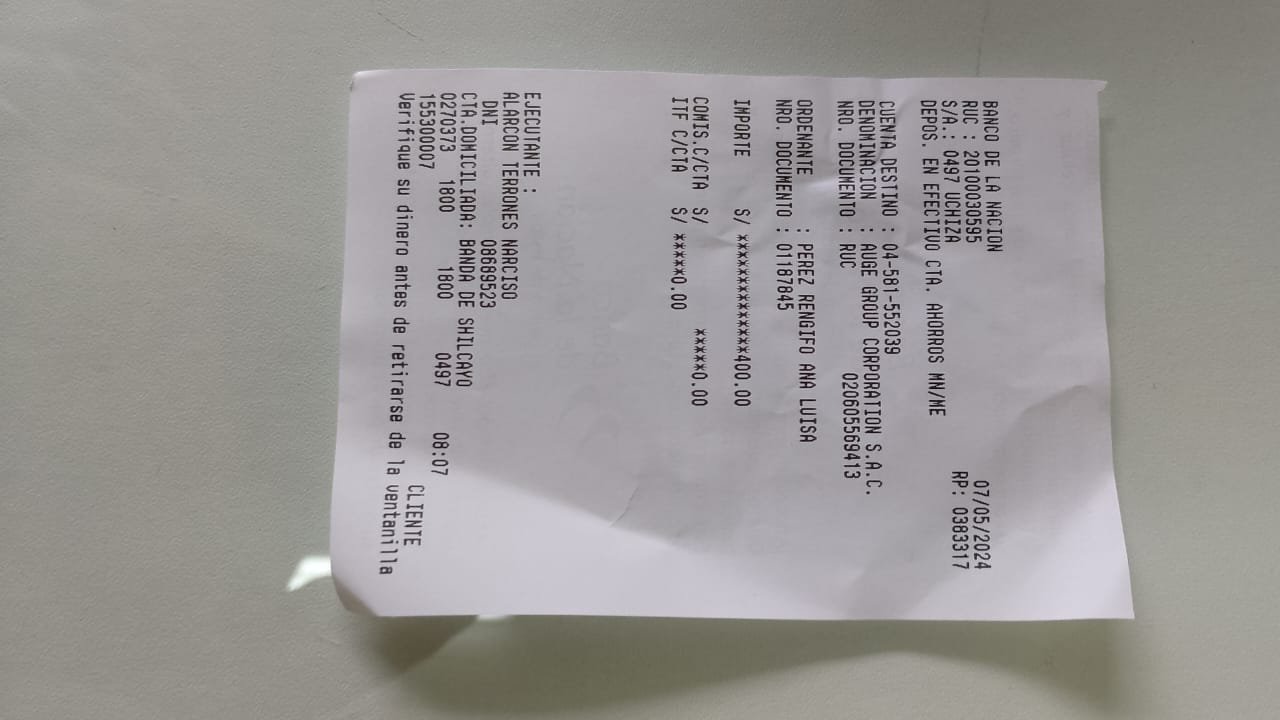 BANCO DE LA NACION 07/05/2024
RUC : 20100030595 RP: 0383317
S/A.: 0497 UCHIZA
DEPOS. EN EFECTIVO CTA. AHORROS MN/ME
CUENTA DESTINO : 04-581-552039
DENOMINACION : AUGE GROUP CORPORATION S.A.C.
NRO. DOCUMENTO : RUC 020605569413
ORDENANTE : PEREZ RENGIFO ANA LUISA
NRO. DOCUMENTO : 01187845
IMPORTE S/ **************400.00
COMIS.C/CTA S/ *****0.00
ITF C/CTA S/ *****0.00
EJECUTANTE :
ALARCON TERRONES NARCISO
DNI 08689523
CTA.DOMICILIADA: BANDA DE SHILCAYO
0270373 1800 1800 0497 08:07
155300007 CLIENTE
Verifique su dinero antes de retirarse de la ventanilla